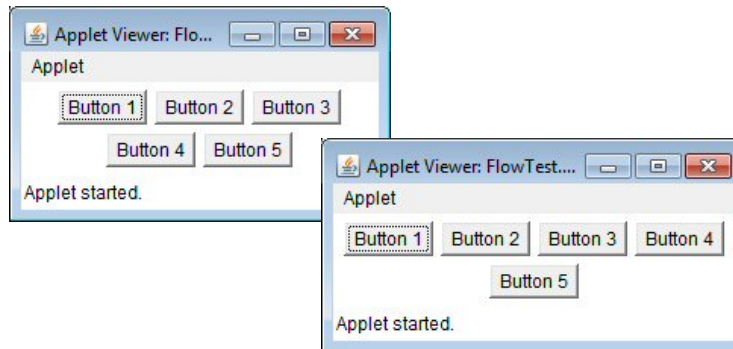 Applet Viewer: Flo...
Applet
Button 1 Button 2 Button 3
Button 4 Button 5
Applet started.
Applet Viewer: FlowTest....
Applet
Button 1 Button 2 Button 3 Button 4
Button 5
Applet started.